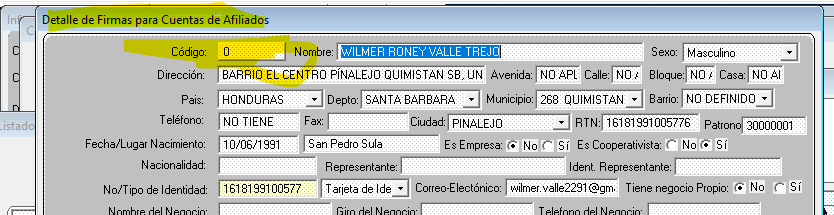 Detalle de Firmas para Cuentas de Afiliados
Código: 0 Nombre: WILMER RONEY VALLE TREJO Sexo: Masculino
Dirección: BARRIO EL CENTRO PINALEJO QUIMISTAN SB, UN Avenida: NO APL Calle: NO A Bloque: NO A Casa: NO Al
Pais: HONDURAS Depto: SANTA BARBARA Municipio: 268 QUIMISTAN Barrio: NO DEFINIDO
Teléfono: NO TIENE Fax: Ciudad: PINALEJO RTN: 16181991005776 Patrono 30000001
Fecha/Lugar Nacimiento: 10/06/1991 San Pedro Sula Es Empresa: No Sí Es Cooperativista: No Sí
Nacionalidad: Representante: Ident. Representante:
No/Tipo de Identidad: 1618199100577 Tarjeta de Ide Correo-Electónico: wilmer.valle2291@gm Tiene negocio Propio: No Sí
Nombre del Negocio: Giro del Negocio: Telefono del Negocio:
Listado